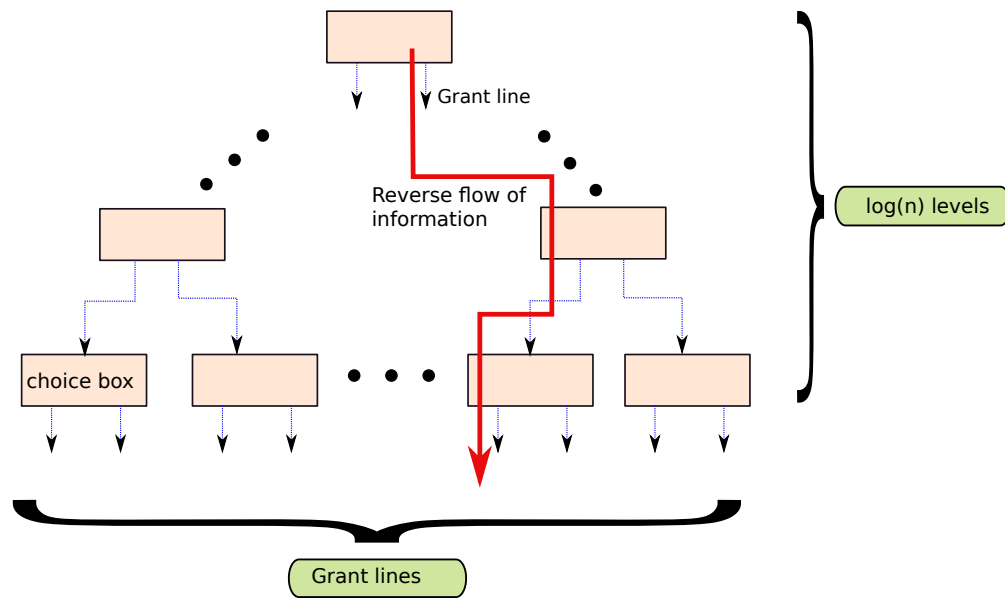 Grant line
Reverse flow of
information
log(n) levels
choice box
Grant lines